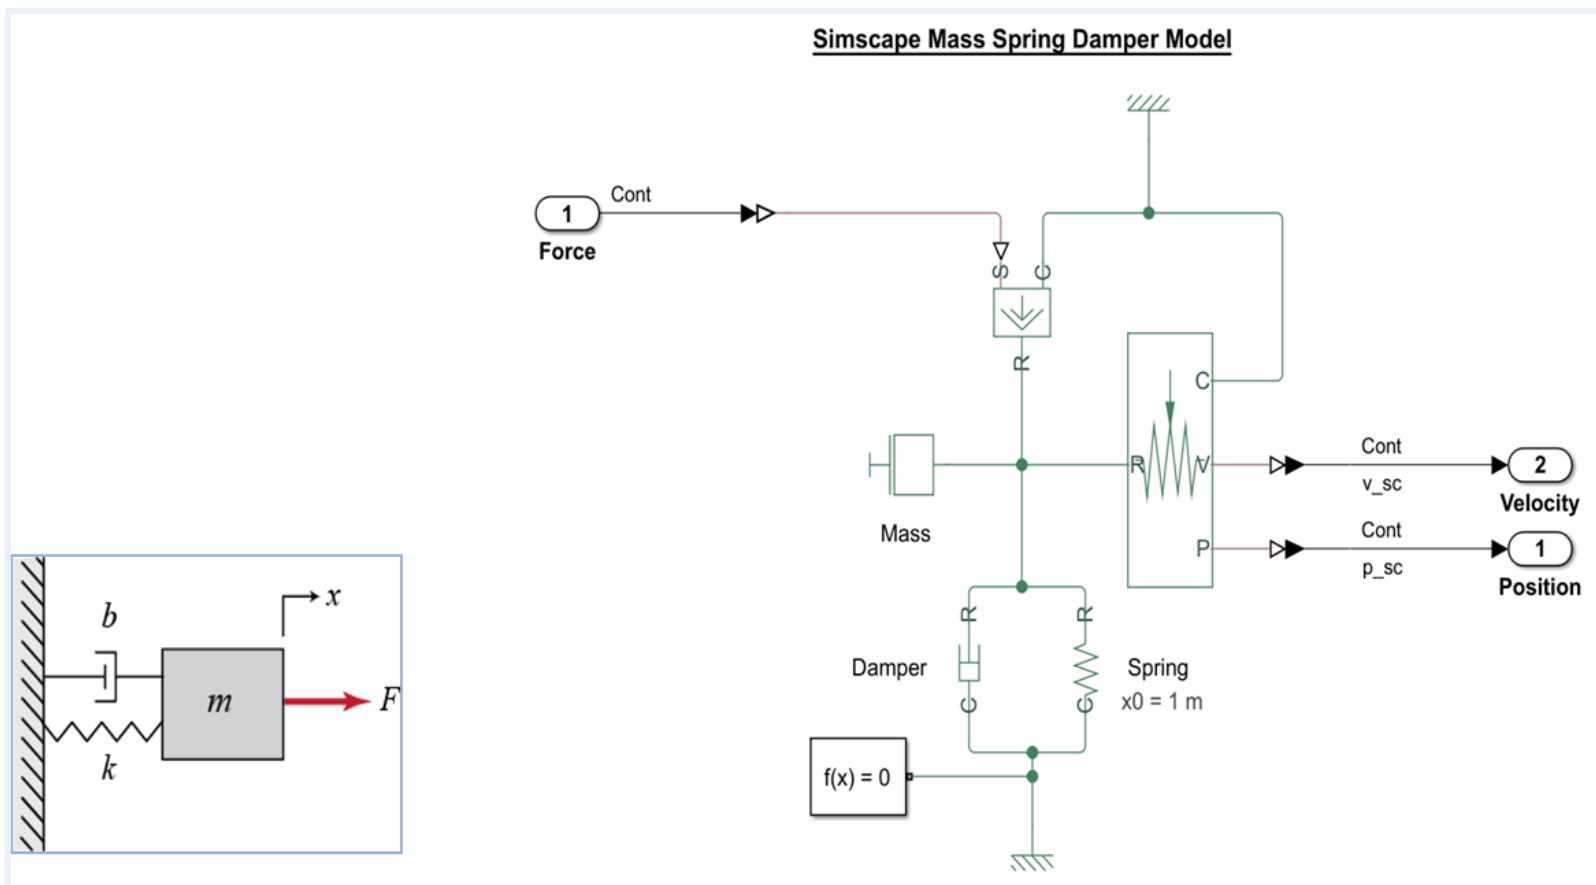 Simscape Mass Spring Damper Model
Cont
1
Force
S
C
R
C
R
V
Cont
v_sc
2
Velocity
Mass
P
Cont
p_sc
1
Position
R
R
Damper
Spring
x0 = 1 m
C
C
f(x) = 0
b
x
m
F
k